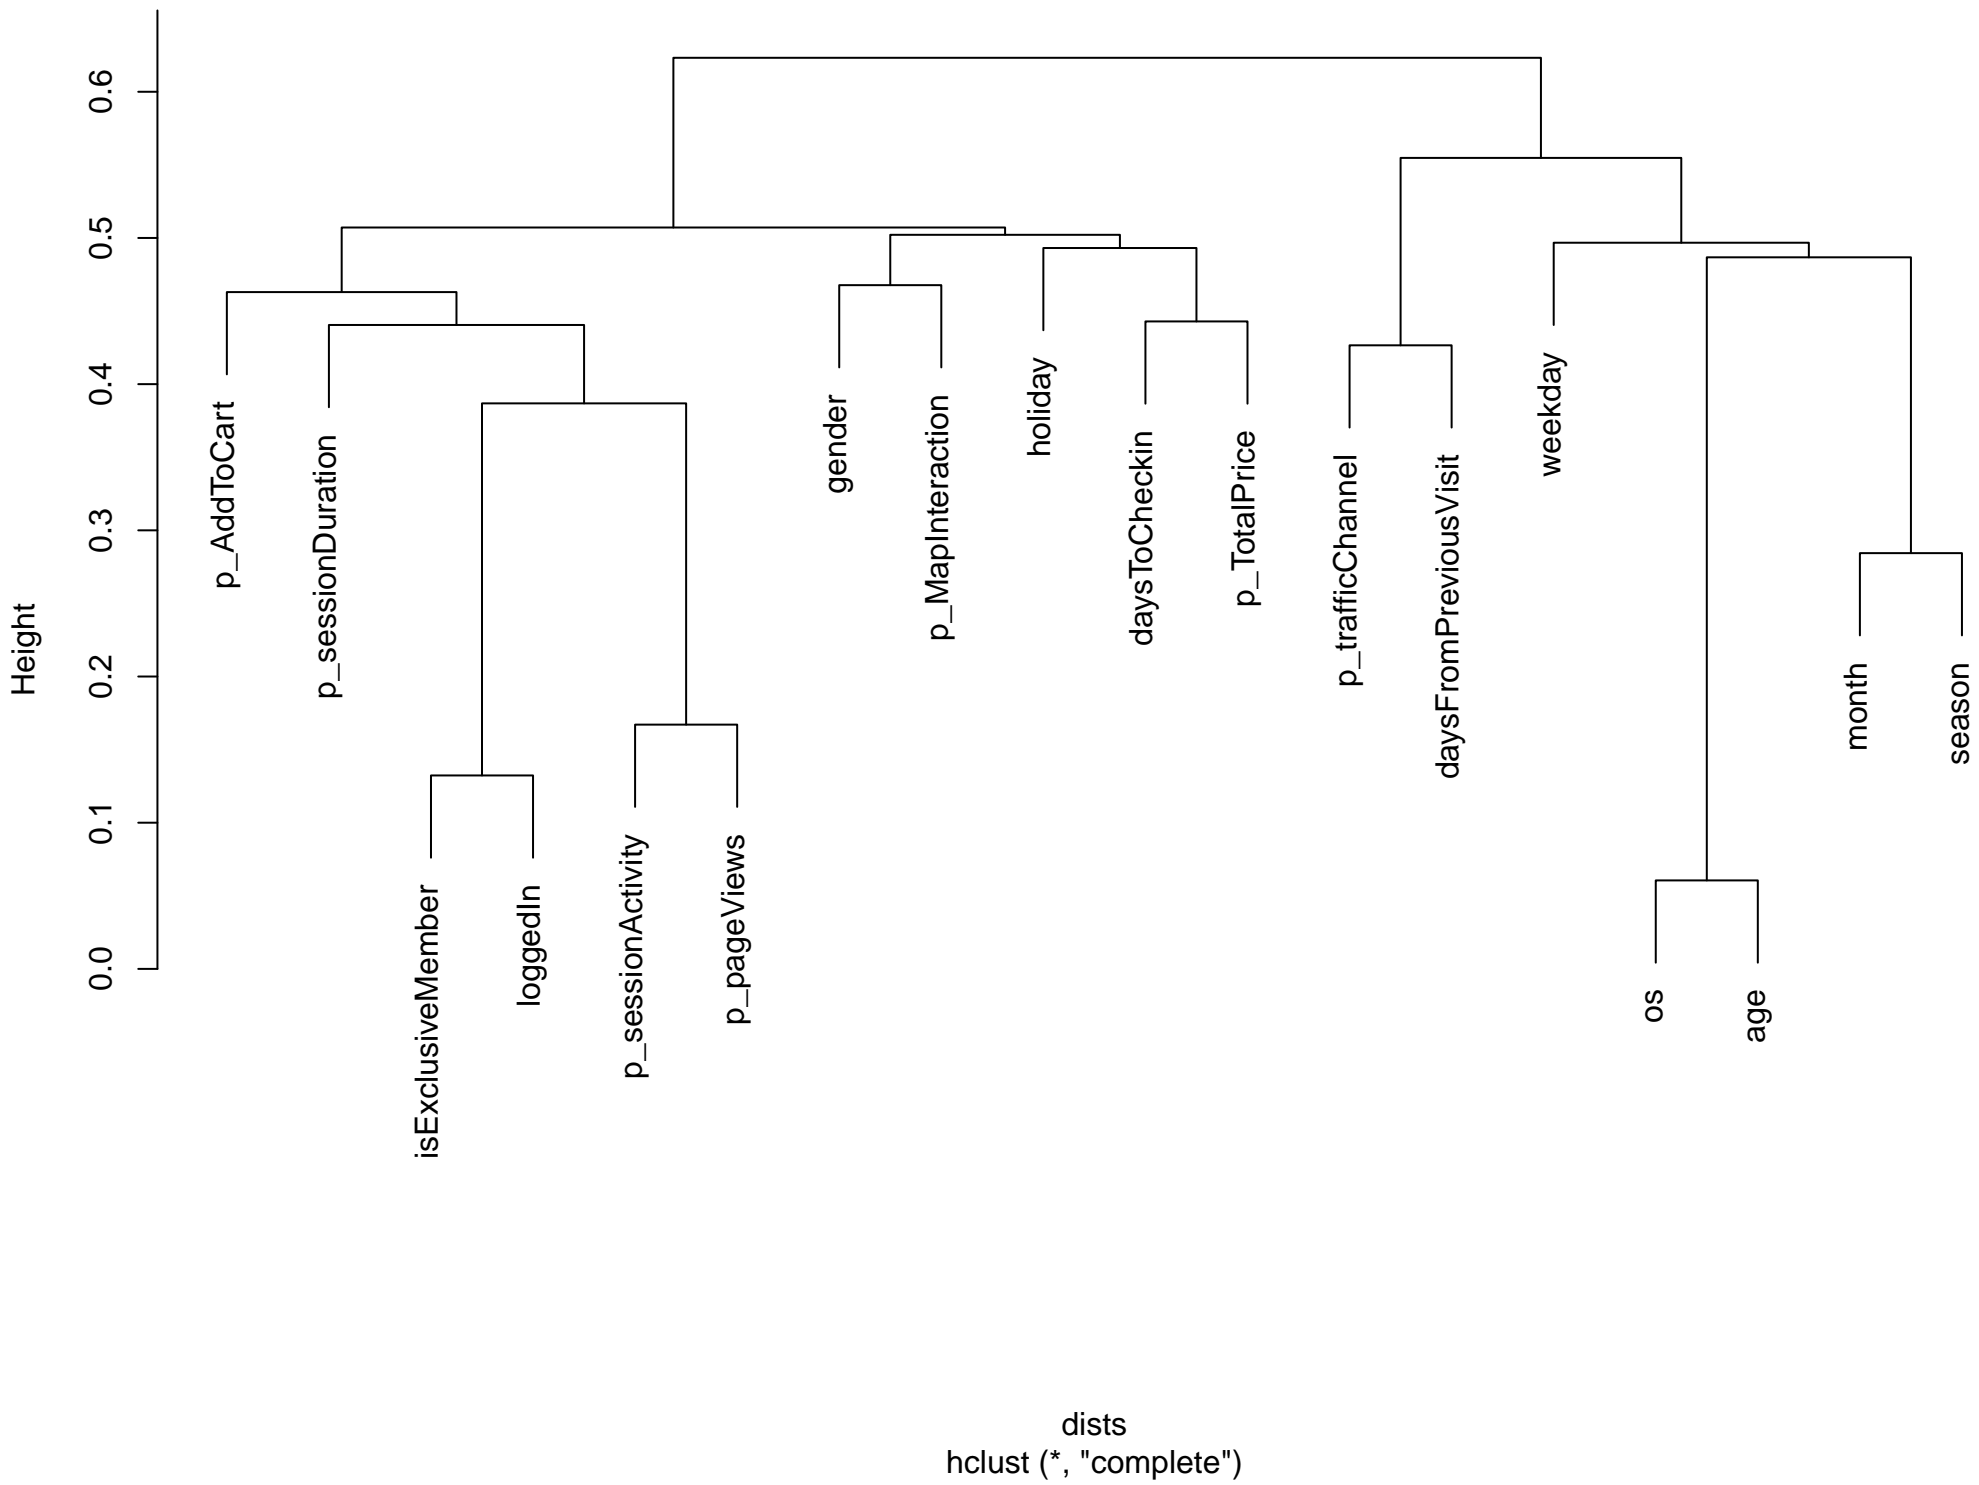 Height
0.6
0.5
0.4
0.3
0.2
0.1
0.0
p_AddToCart
p_sessionDuration
isExclusiveMember
loggedIn
p_sessionActivity
p_pageViews
gender
p_MapInteraction
holiday
daysToCheckin
p_TotalPrice
p_trafficChannel
daysFromPreviousVisit
weekday
os
age
month
season
dists
hclust (*, "complete")